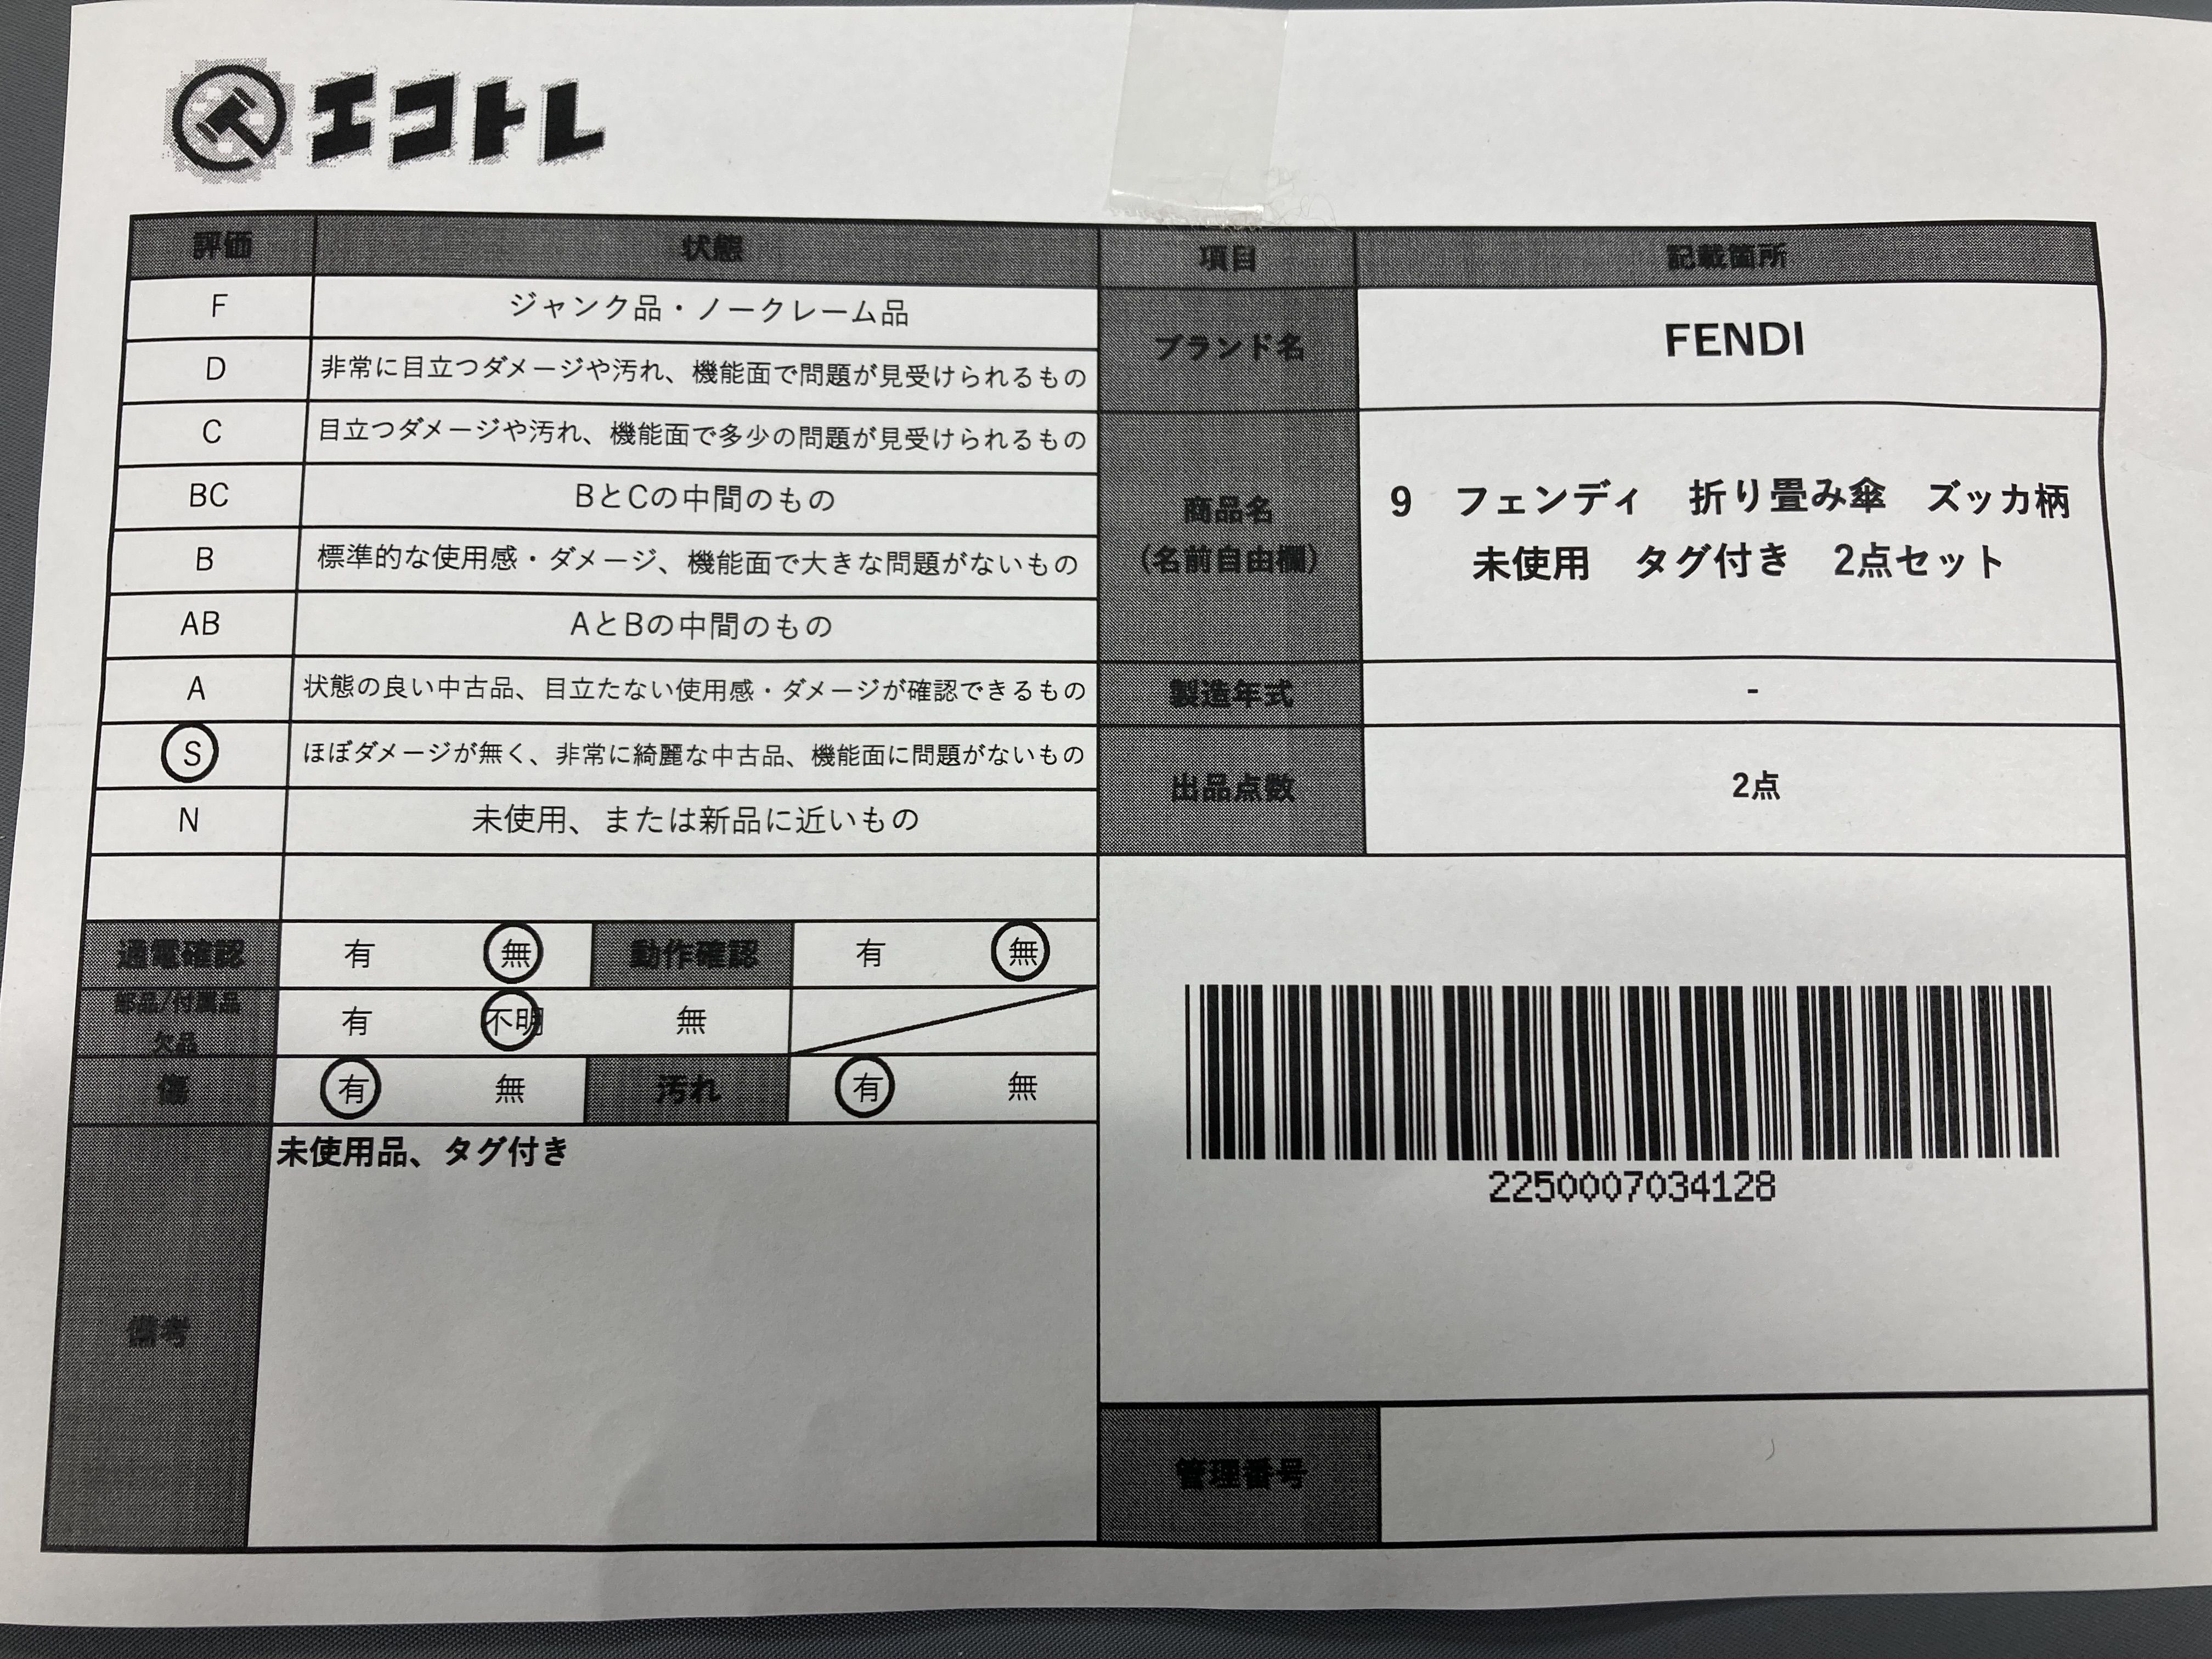 エコトレ
評価 状態
F ジャンク品・ノークレーム品
D 非常に目立つダメージや汚れ、機能面で問題が見受けられるもの
C 目立つダメージや汚れ、機能面で多少の問題が見受けられるもの
BC BとCの中間のもの
B 標準的な使用感・ダメージ、機能面で大きな問題がないもの
AB AとBの中間のもの
A 状態の良い中古品、目立たない使用感・ダメージが確認できるもの
S ほぼダメージが無く、非常に綺麗な中古品、機能面に問題がないもの
N 未使用、または新品に近いもの
通電確認 有 無 動作確認 有 無
部品/付属品
欠品 有 不明 無
傷 有 無 汚れ 有 無
備考 未使用品、タグ付き
項目 記載箇所
ブランド名 FENDI
商品名
(名前自由欄)
9 フェンディ 折り畳み傘 ズッカ柄
未使用 タグ付き 2点セット
製造年式 -
出品点数 2点
2250007034128
管理番号